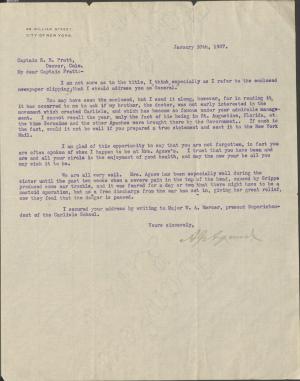 45 WILLIAM STREET,
CITY OF NEW YORK.
January 10th, 1907.
Captain R. H. Pratt,
Denver, Colo.
My dear Captain Pratt:-
I am not sure as to the title, I think, especially as I refer to the enclosed
newspaper clipping, that I should address you as General.
You may have seen the enclosed, but I send it along, however, for in reading it,
it has occurred to me to ask if my brother, the doctor, was not early interested in the
movement which created Carlisle, and which has become so famous under your admirable manage-
ment. I cannot recall the year, only the fact of his being in St. Augustine, Florida, at
the time Geronimo and the other Apaches were brought there by the Government. If such is
the fact, would it not be well if you prepared a true statement and sent it to the New York
Mail.
I am glad of this opportunity to say that you are not forgotten, in fact you
are often spoken of when I happen to be at Mrs. Agnew's. I trust that you have been and
are and all your circle in the enjoyment of good health, and may the new year be all you
may wish it to be.
We are all very well. Mrs. Agnew has been especially well during the
winter until the past two weeks when a severe pain in the top of the head, caused by Grippe
produced some ear trouble, and it was feared for a day or two that there might have to be a
mastoid operation, but as a free discharge from the ear has set in, giving her great relief,
now they feel that the danger is passed.
I secured your address by writing to Major W. A. Mercer, present Superinten-
dent of the Carlisle School.
Yours sincerely,
Agnew